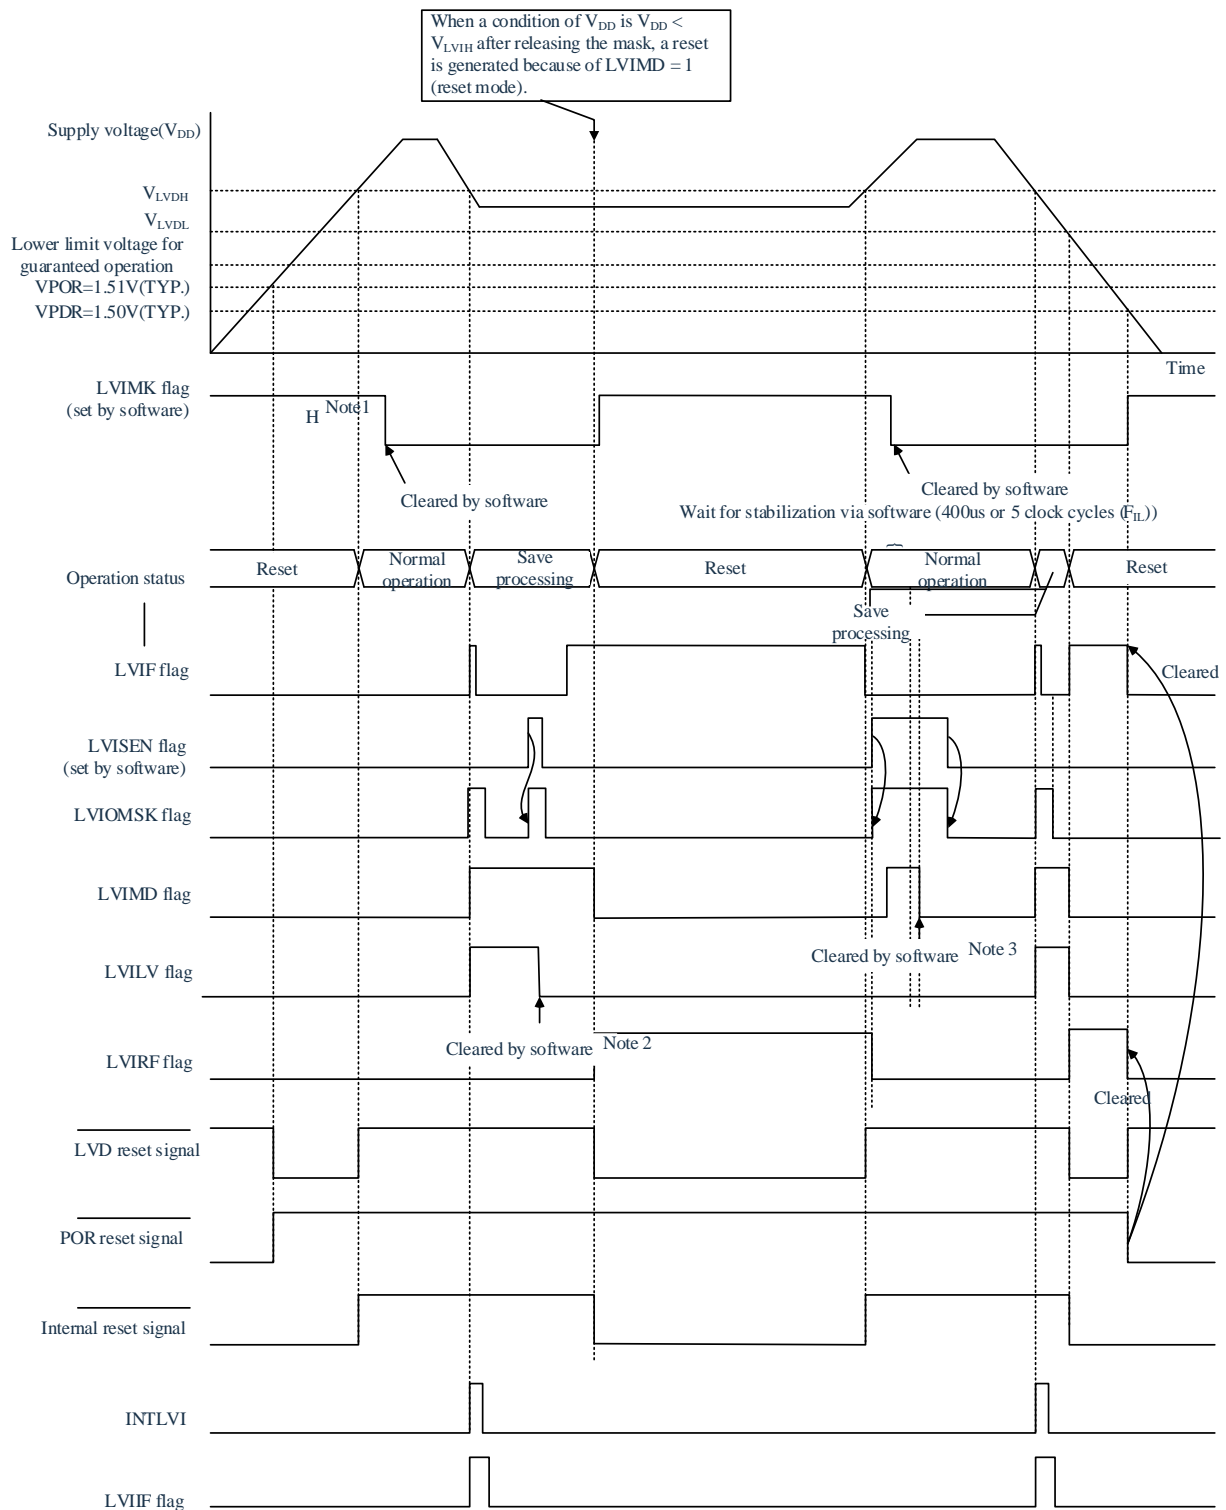 When a condition of VDD is VDD <
VLVIH after releasing the mask, a reset
is generated because of LVIMD = 1
(reset mode).
Supply voltage(VDD)
VLVDH
VLVDL
Lower limit voltage for
guaranteed operation
VPOR=1.51V(TYP.)
VPDR=1.50V(TYP.)
Time
LVIMK flag
(set by software)
H Note1
Cleared by software
Cleared by software
Wait for stabilization via software (400us or 5 clock cycles (FIL))
Operation status
Reset
Normal
operation
Save
processing
Reset
Normal
operation
Reset
Save
processing
LVIF flag
Cleared
LVISEN flag
(set by software)
LVIOMSK flag
LVIMD flag
Cleared by software Note 3
LVILV flag
Cleared by software Note 2
LVIRF flag
Cleared
LVD reset signal
POR reset signal
Internal reset signal
INTLVI
LVIIF flag